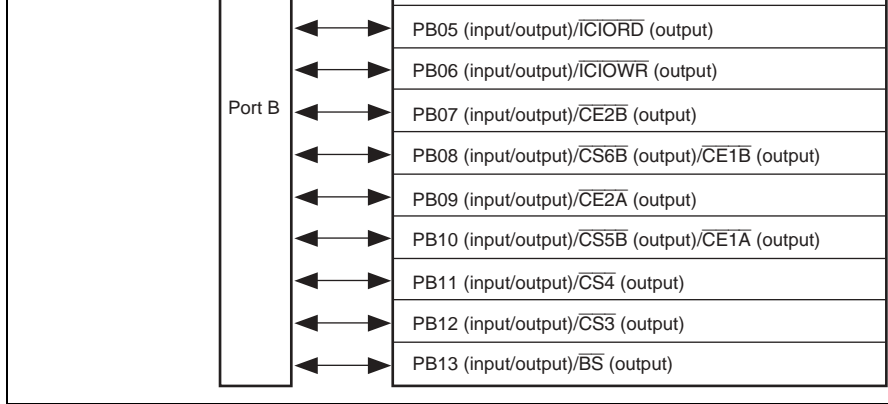 PB05 (input/output)/ICIORD (output)
PB06 (input/output)/ICIOWR (output)
Port B
PB07 (input/output)/CE2B (output)
PB08 (input/output)/CS6B (output)/CE1B (output)
PB09 (input/output)/CE2A (output)
PB10 (input/output)/CS5B (output)/CE1A (output)
PB11 (input/output)/CS4 (output)
PB12 (input/output)/CS3 (output)
PB13 (input/output)/BS (output)